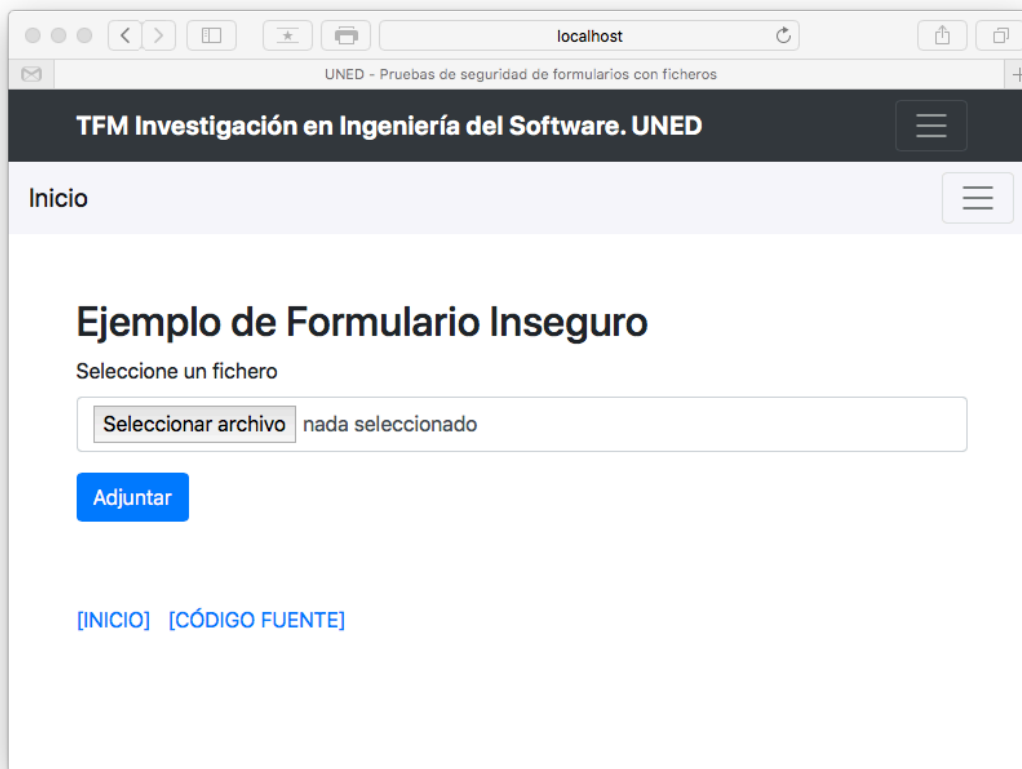 localhost
UNED - Pruebas de seguridad de formularios con ficheros
TFM Investigación en Ingeniería del Software. UNED
Inicio
Ejemplo de Formulario Inseguro
Seleccione un fichero
Seleccionar archivo nada seleccionado
Adjuntar
[INICIO] [CÓDIGO FUENTE]